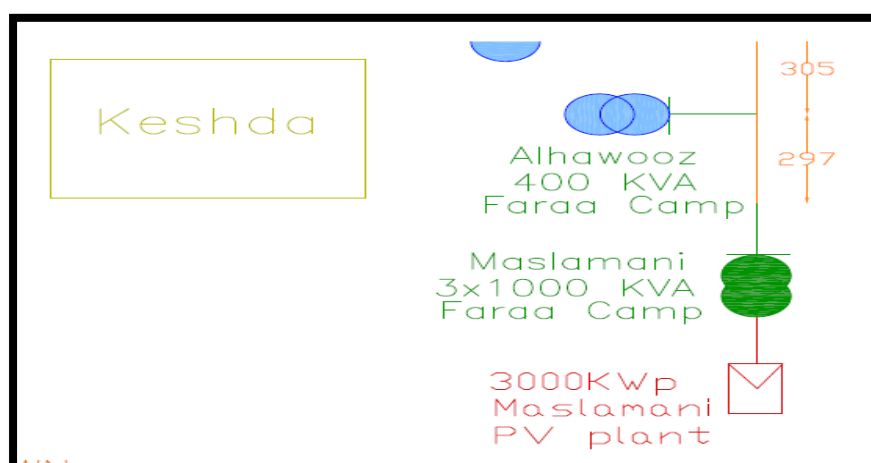 305
Keshda
297
Alhawooz
400 KVA
Faraa Camp
Maslamani
3x1000 KVA
Faraa Camp
3000KWp
Maslamani
PV plant